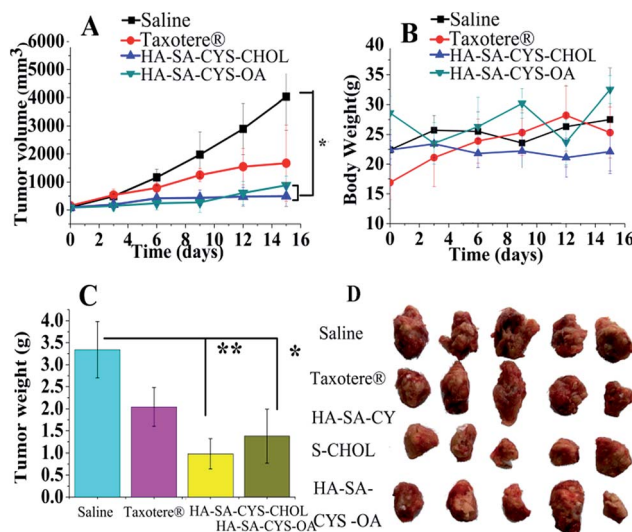 A
Saline
Taxotere®
HA-SA-CYS-CHOL
HA-SA-CYS-OA
Tumor volume (mm3)
6000
5000
4000
3000
2000
1000
0
*
0 2 4 6 8 10 12 14 16
Time (days)
B
Saline
Taxotere®
HA-SA-CYS-CHOL
HA-SA-CYS-OA
Body Weight(g)
40
35
30
25
20
15
10
0 2 4 6 8 10 12 14 16
Time (days)
C
Tumor weight (g)
4.0
3.5
3.0
2.5
2.0
1.5
1.0
0.5
0.0
** *
Saline Taxotere® HA-SA-CYS-CHOL
HA-SA-CYS-OA
D
Saline
Taxotere®
HA-SA-CY
S-CHOL
HA-SA-
CYS -OA